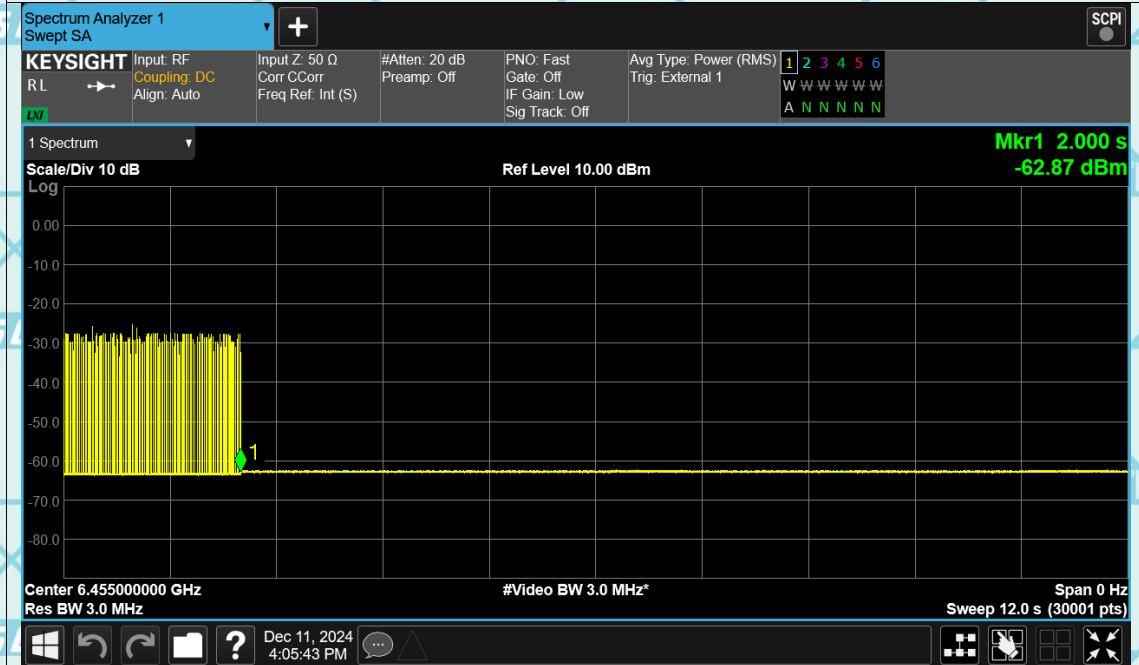 Spectrum Analyzer 1
Swept SA
+
SCPI
KEYSIGHT
R L
LXI
Input: RF
Coupling: DC
Align: Auto
Input Z: 50 Ω
Corr CCorr
Freq Ref: Int (S)
#Atten: 20 dB
Preamp: Off
PNO: Fast
Gate: Off
IF Gain: Low
Sig Track: Off
Avg Type: Power (RMS)
Trig: External 1
1 2 3 4 5 6
W W W W W W
A N N N N N
1 Spectrum
Mkr1 2.000 s
Scale/Div 10 dB
Ref Level 10.00 dBm
-62.87 dBm
Log
0.00
-10.0
-20.0
-30.0
-40.0
-50.0
1
-60.0
-70.0
-80.0
Center 6.455000000 GHz
#Video BW 3.0 MHz*
Span 0 Hz
Res BW 3.0 MHz
Sweep 12.0 s (30001 pts)
?
Dec 11, 2024
4:05:43 PM